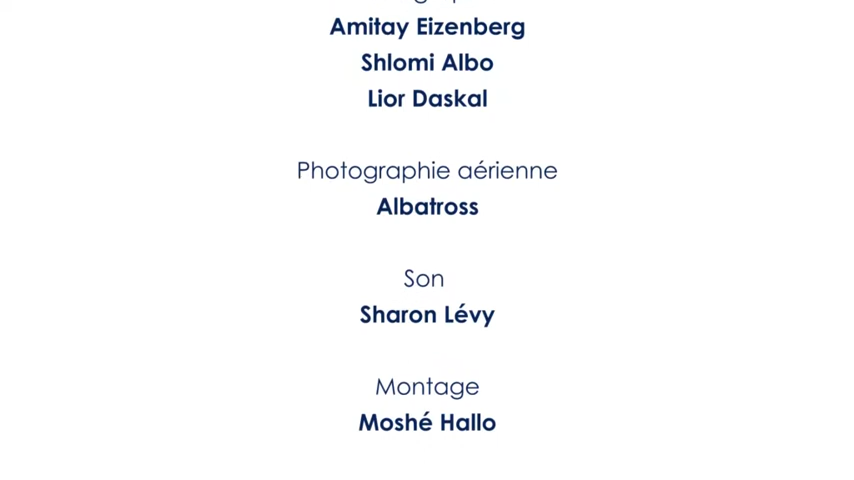 Amitay Eizenberg
Shlomi Albo
Lior Daskal
Photographie aérienne
Albatross
Son
Sharon Lévy
Montage
Moshé Hallo